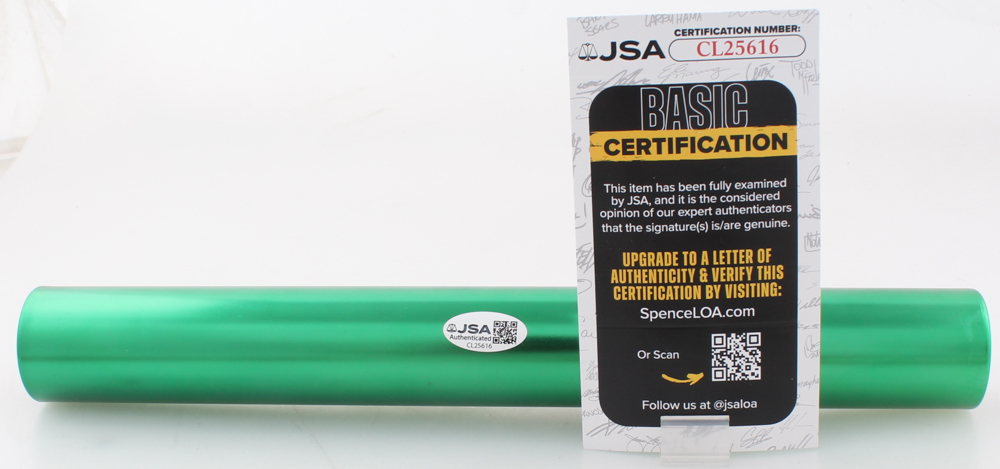 LARRY HAMA
CERTIFICATION NUMBER:
JSA CL25616
BASIC
CERTIFICATION
This item has been fully examined
by JSA, and it is the considered
opinion of our expert authenticators
that the signature(s) is/are genuine.
UPGRADE TO A LETTER OF
AUTHENTICITY & VERIFY THIS
CERTIFICATION BY VISITING:
SpenceLOA.com
Or Scan
Follow us at @jsaloa
JSA
Authenticated
CL25616